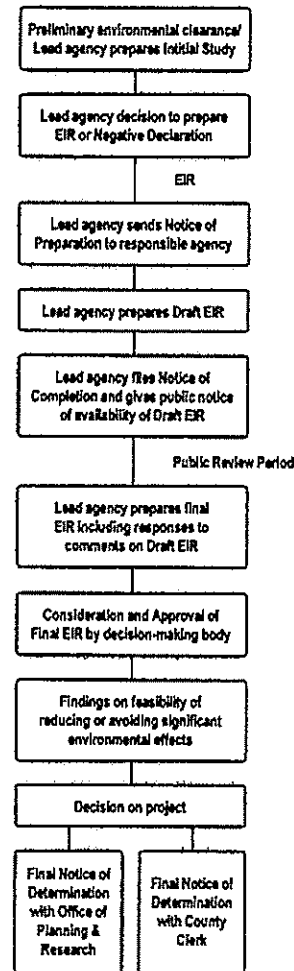 Preliminary environmental clearance/
Lead agency prepares Intitial Study
Lead agency decision to prepare
EIR or Negative Declaration
EIR
Lead agency sends Notice of
Preparation to responsible agency
Lead agency prepares Draft EIR
Lead agency files Notice of
Completion and gives public notice
of availability of Draft EIR
Public Review Period
Lead agency prepares final
EIR including responses to
comments on Draft EIR
Consideration and Approval of
Final EIR by decision-making body
Findings on feasibility of
reducing or avoiding significant
environmental effects
Decision on project
Final Notice of
Determination
with Office of
Planning &
Research
Final Notice of
Determination
with County
Clerk